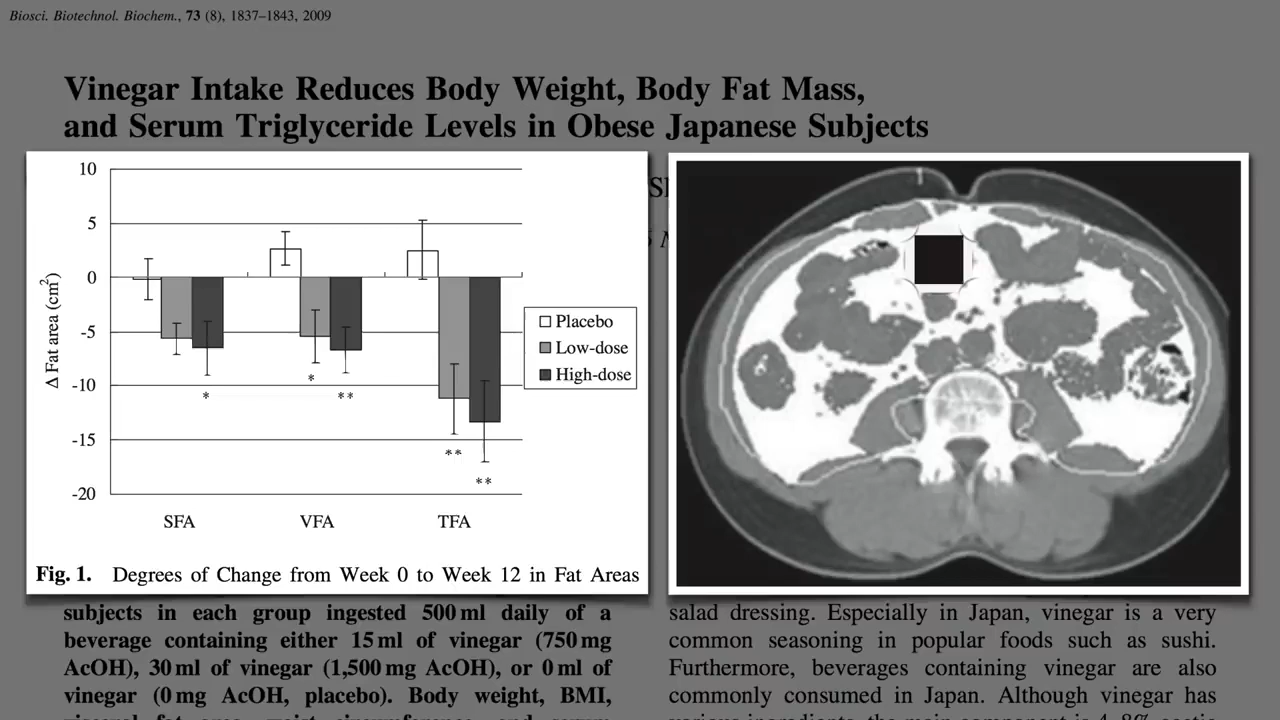 Biosci. Biotechnol. Biochem., 73 (8), 1837–1843, 2009
Vinegar Intake Reduces Body Weight, Body Fat Mass,
and Serum Triglyceride Levels in Obese Japanese Subjects
10
5
0
-5
-10
-15
-20
Δ Fat area (cm²)
*
*
**
**
**
SFA
VFA
TFA
Placebo
Low-dose
High-dose
Fig. 1. Degrees of Change from Week 0 to Week 12 in Fat Areas
subjects in each group ingested 500 ml daily of a
beverage containing either 15 ml of vinegar (750 mg
AcOH), 30 ml of vinegar (1,500 mg AcOH), or 0 ml of
vinegar (0 mg AcOH, placebo). Body weight, BMI,
salad dressing. Especially in Japan, vinegar is a very
common seasoning in popular foods such as sushi.
Furthermore, beverages containing vinegar are also
commonly consumed in Japan. Although vinegar has